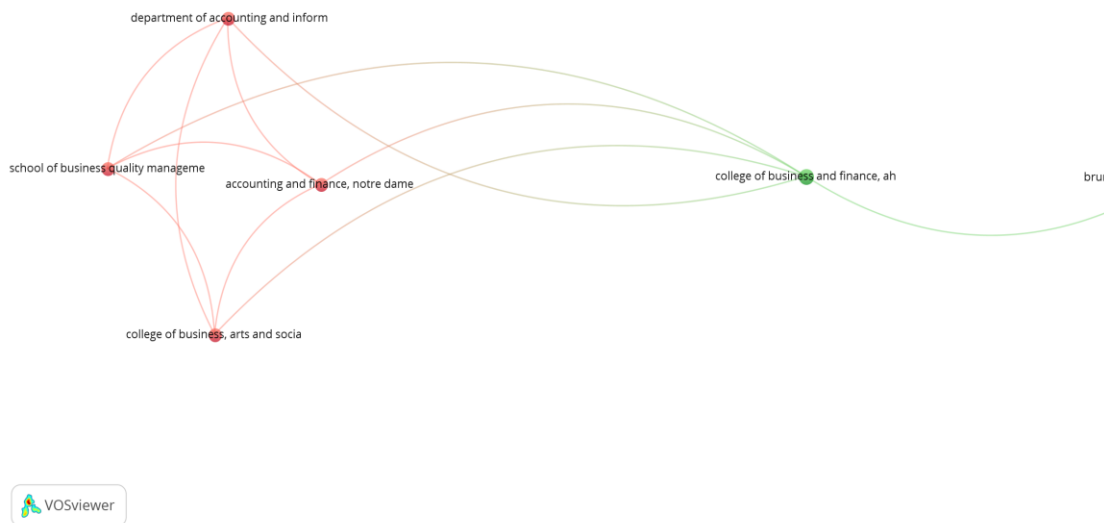 department of accounting and inform
school of business quality manageme
accounting and finance, notre dame
college of business and finance, ah
brun
college of business, arts and socia
VOSviewer